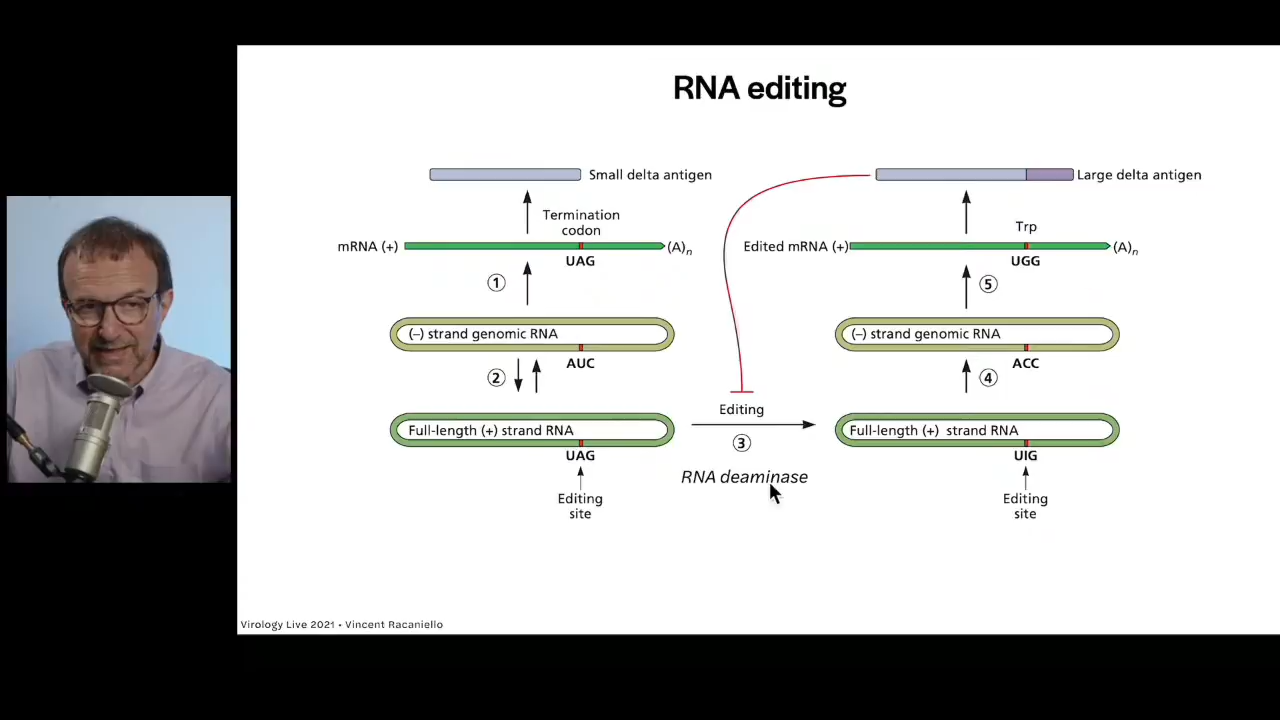 RNA editing
Small delta antigen
Large delta antigen
Termination
codon
Trp
mRNA (+)
(A)n
Edited mRNA (+)
(A)n
UAG
UGG
①
⑤
(–) strand genomic RNA
(–) strand genomic RNA
AUC
ACC
②
④
Editing
Full-length (+) strand RNA
Full-length (+) strand RNA
③
UAG
UIG
RNA deaminase
Editing
site
Editing
site
Virology Live 2021 • Vincent Racaniello